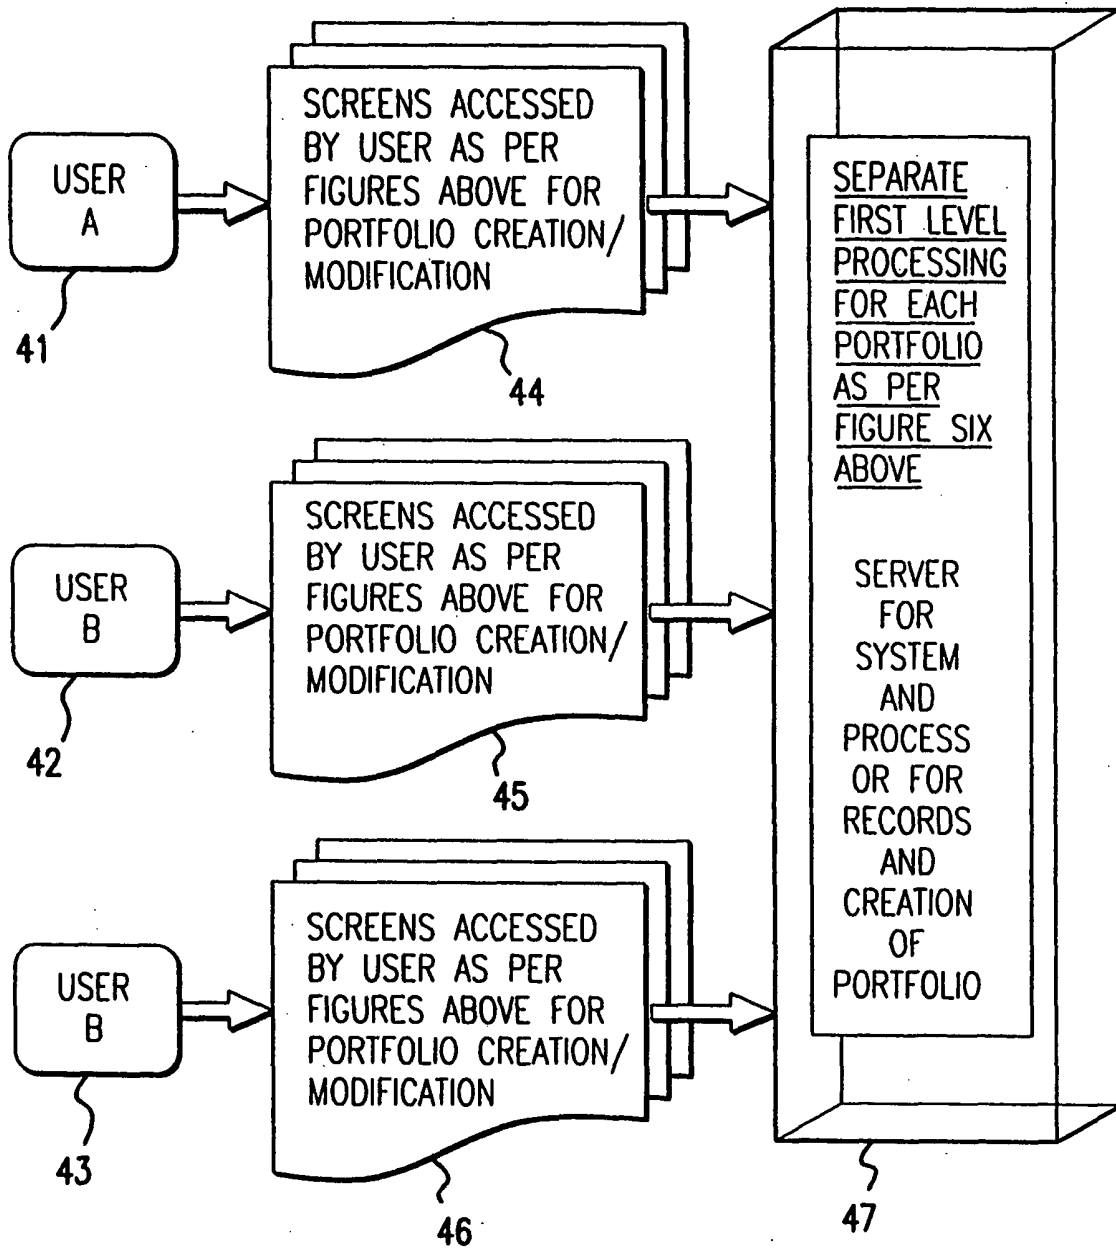 USER
A
41
SCREENS ACCESSED
BY USER AS PER
FIGURES ABOVE FOR
PORTFOLIO CREATION/
MODIFICATION
44
USER
B
42
SCREENS ACCESSED
BY USER AS PER
FIGURES ABOVE FOR
PORTFOLIO CREATION/
MODIFICATION
45
USER
B
43
SCREENS ACCESSED
BY USER AS PER
FIGURES ABOVE FOR
PORTFOLIO CREATION/
MODIFICATION
46
SEPARATE
FIRST LEVEL
PROCESSING
FOR EACH
PORTFOLIO
AS PER
FIGURE SIX
ABOVE
SERVER
FOR
SYSTEM
AND
PROCESS
OR FOR
RECORDS
AND
CREATION
OF
PORTFOLIO
47